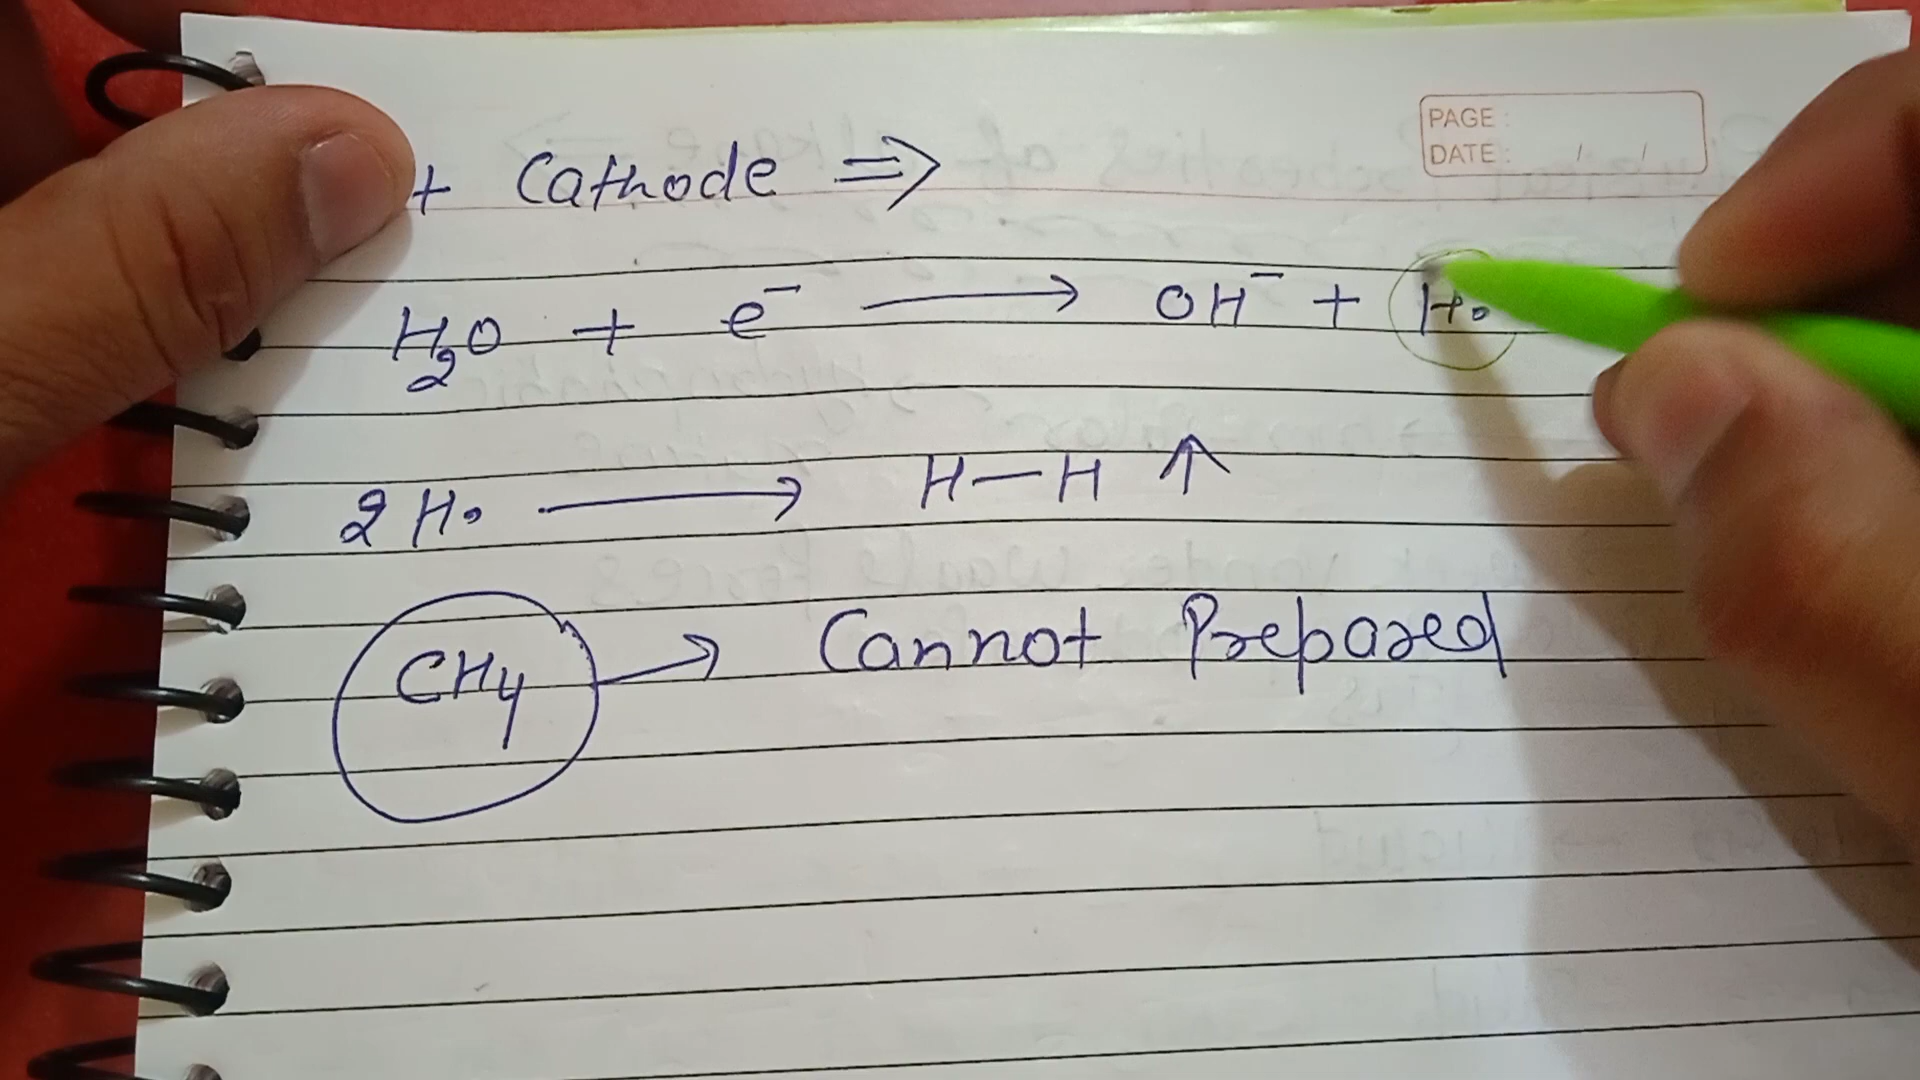 PAGE :
DATE : / /
+ Cathode ⇒
H₂O + e⁻ ⟶ OH⁻ + H•
2H• ⟶ H—H ↑
CH₄ → Cannot Prepared